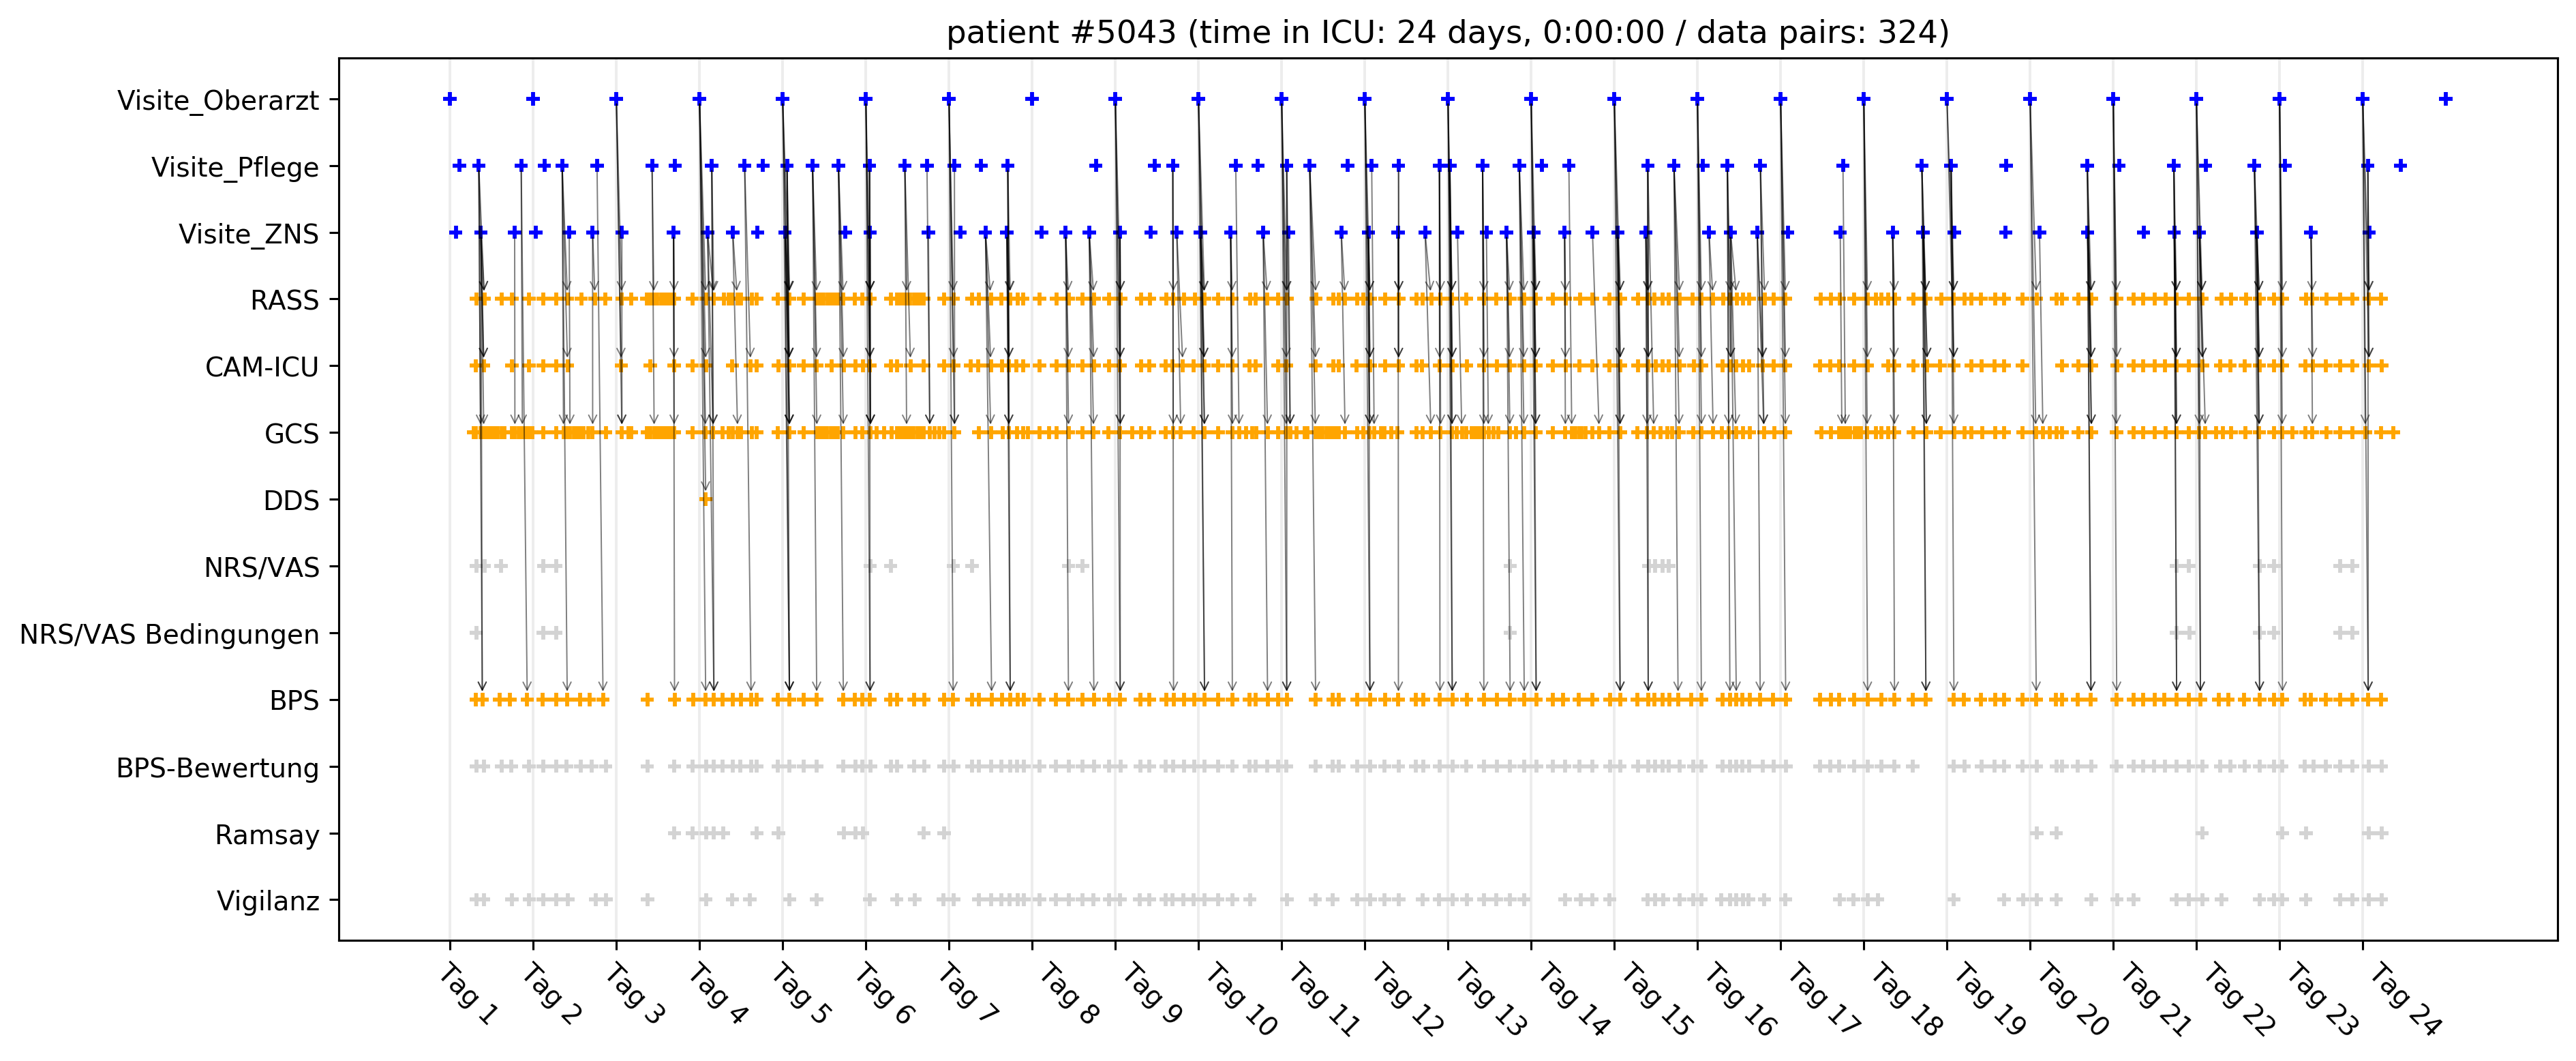 patient #5043 (time in ICU: 24 days, 0:00:00 / data pairs: 324)
Visite_Oberarzt
Visite_Pflege
Visite_ZNS
RASS
CAM-ICU
GCS
DDS
NRS/VAS
NRS/VAS Bedingungen
BPS
BPS-Bewertung
Ramsay
Vigilanz
Tag 1
Tag 2
Tag 3
Tag 4
Tag 5
Tag 6
Tag 7
Tag 8
Tag 9
Tag 10
Tag 11
Tag 12
Tag 13
Tag 14
Tag 15
Tag 16
Tag 17
Tag 18
Tag 19
Tag 20
Tag 21
Tag 22
Tag 23
Tag 24